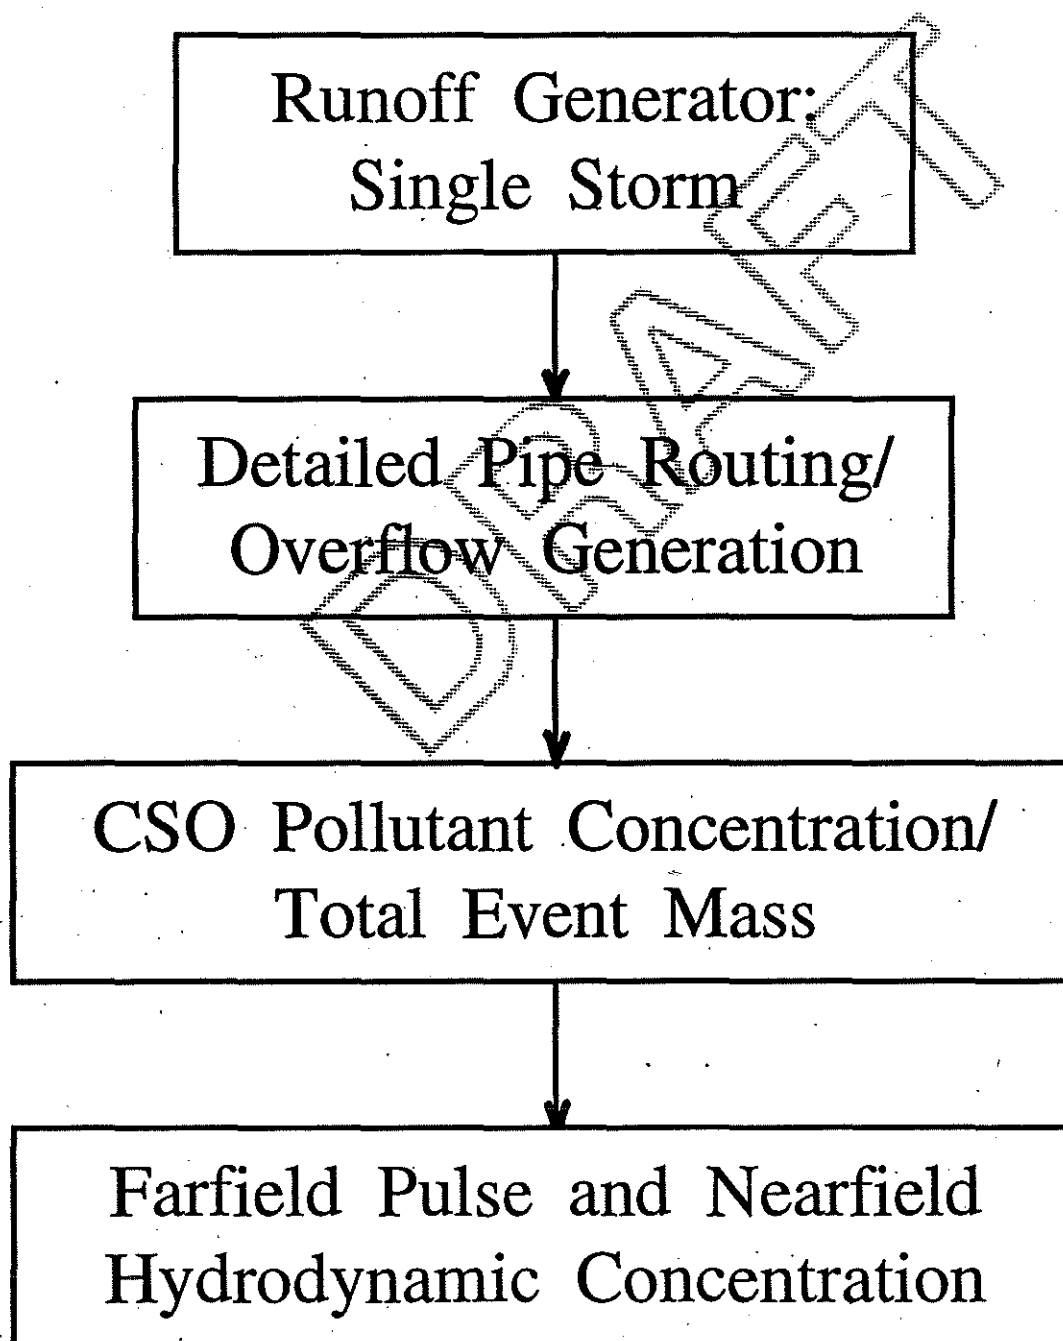 Runoff Generator:
Single Storm
Detailed Pipe Routing/
Overflow Generation
CSO Pollutant Concentration/
Total Event Mass
Farfield Pulse and Nearfield
Hydrodynamic Concentration
DRAFT